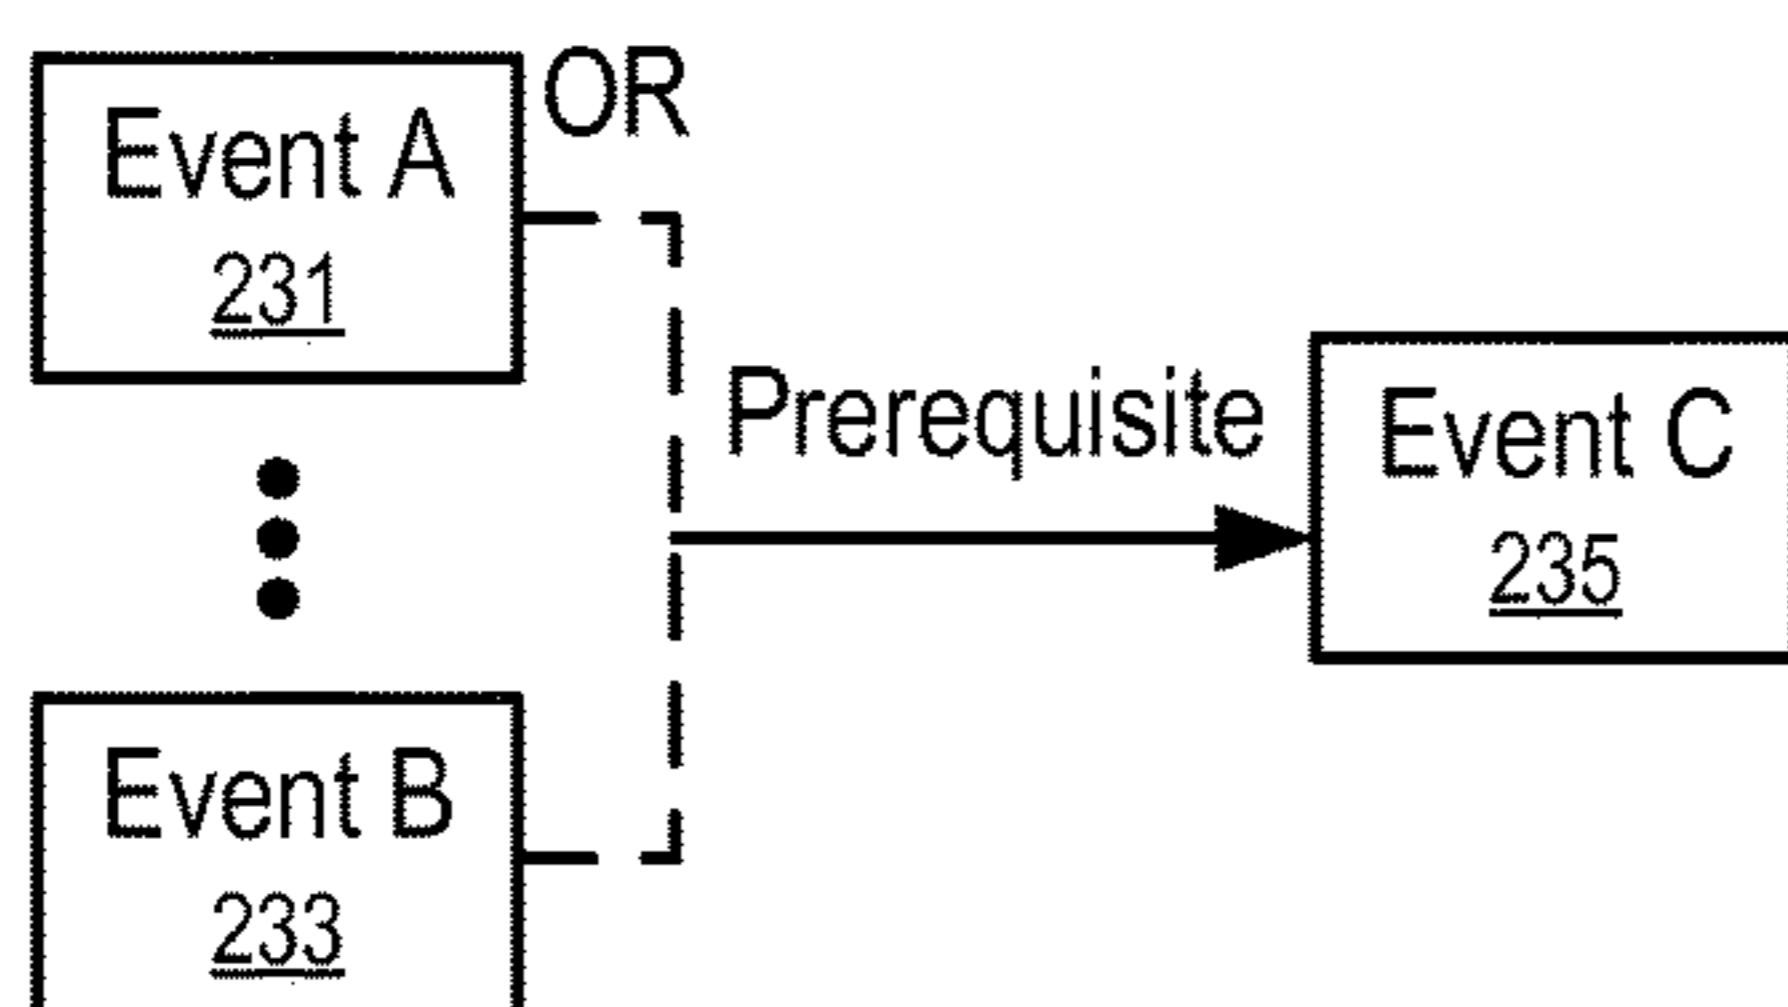 Event A
231
OR
Prerequisite
Event C
235
Event B
233